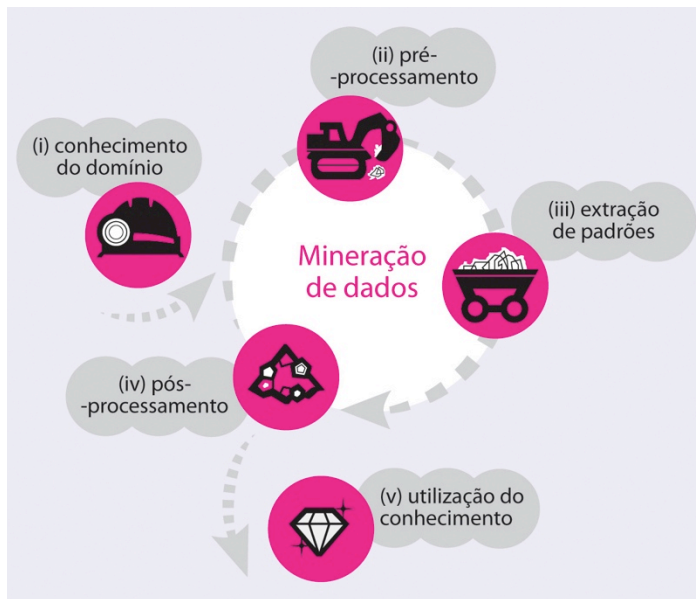 (i) conhecimento
do domínio
(ii) pré-
-processamento
(iii) extração
de padrões
Mineração
de dados
(iv) pós-
-processamento
(v) utilização do
conhecimento